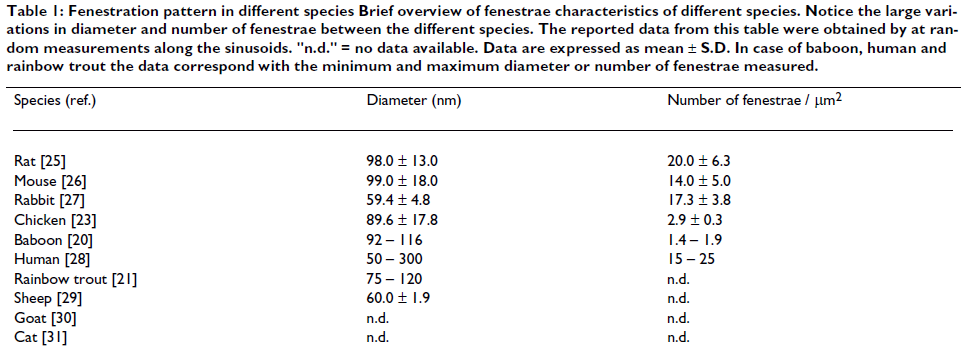 Table 1: Fenestration pattern in different species Brief overview of fenestrae characteristics of different species. Notice the large vari-
ations in diameter and number of fenestrae between the different species. The reported data from this table were obtained by at ran-
dom measurements along the sinusoids. "n.d." = no data available. Data are expressed as mean ± S.D. In case of baboon, human and
rainbow trout the data correspond with the minimum and maximum diameter or number of fenestrae measured.
Species (ref.) Diameter (nm) Number of fenestrae / μm2
Rat [25] 98.0 ± 13.0 20.0 ± 6.3
Mouse [26] 99.0 ± 18.0 14.0 ± 5.0
Rabbit [27] 59.4 ± 4.8 17.3 ± 3.8
Chicken [23] 89.6 ± 17.8 2.9 ± 0.3
Baboon [20] 92 – 116 1.4 – 1.9
Human [28] 50 – 300 15 – 25
Rainbow trout [21] 75 – 120 n.d.
Sheep [29] 60.0 ± 1.9 n.d.
Goat [30] n.d. n.d.
Cat [31] n.d. n.d.